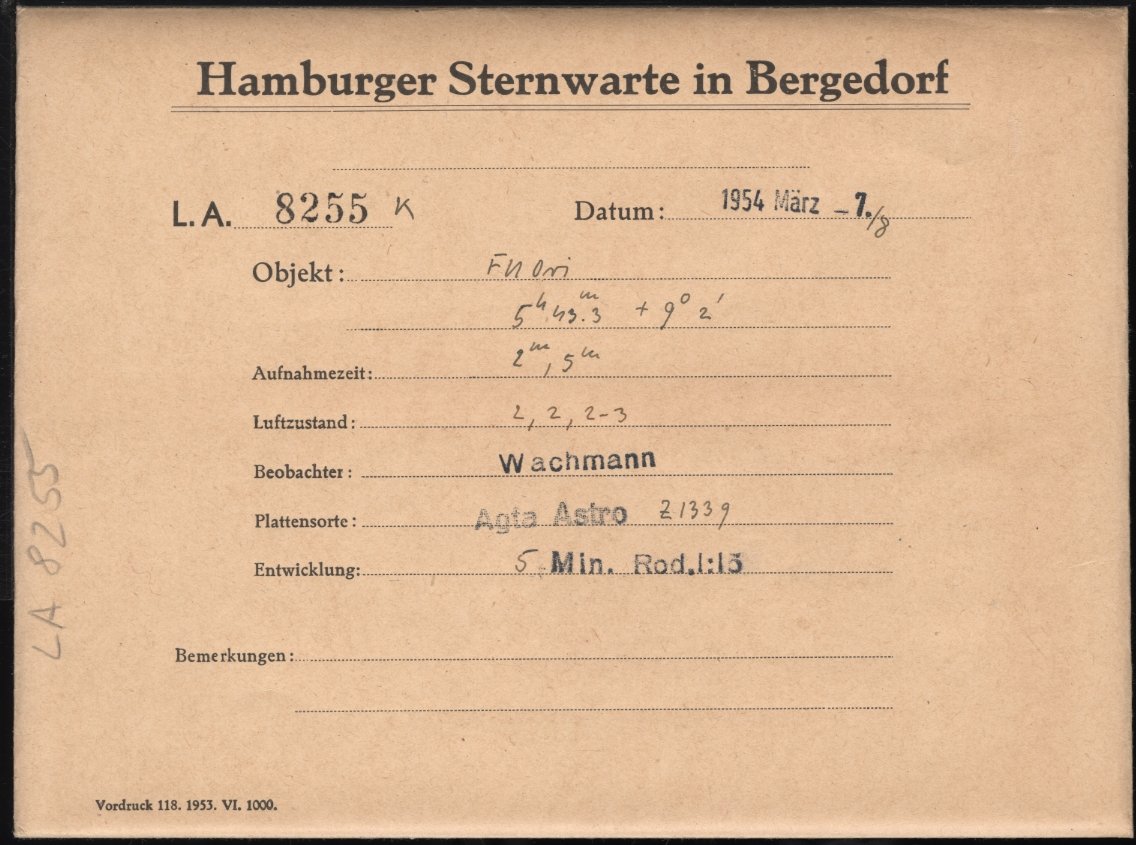 Hamburger Sternwarte in Bergedorf
L.A. 8255 K
Datum: 1954 März -7./8
Objekt: FU Ori
5h 43.m3 + 9° 2'
Aufnahmezeit: 2m, 5m
Luftzustand: 2, 2, 2-3
Beobachter: Wachmann
Plattensorte: Agfa Astro Z1339
Entwicklung: 5 Min. Rod.1:15
Bemerkungen:
Vordruck 118. 1953. VI. 1000.
LA 8255